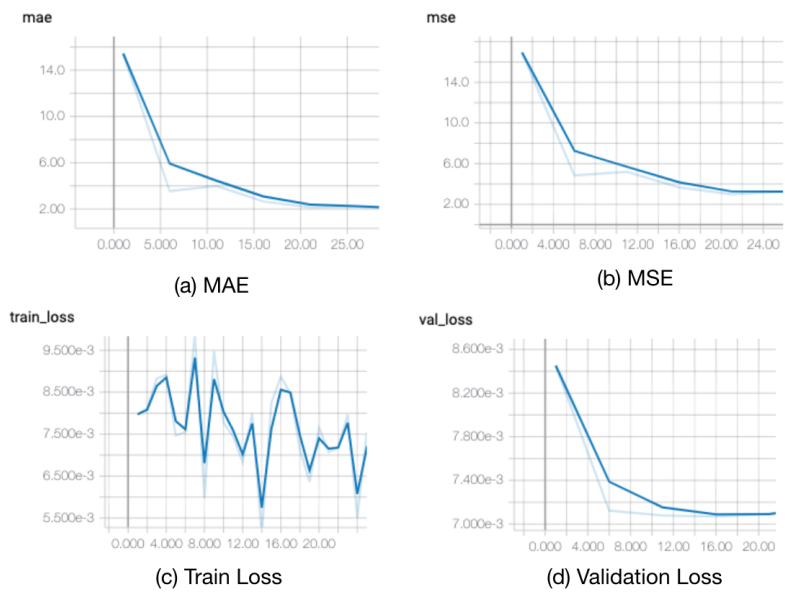 mae
14.0
10.0
6.00
2.00
0.000 5.000 10.00 15.00 20.00 25.00
(a) MAE
mse
14.0
10.0
6.00
2.00
0.000 4.000 8.000 12.00 16.00 20.00 24.00
(b) MSE
train_loss
9.500e-3
8.500e-3
7.500e-3
6.500e-3
5.500e-3
0.000 4.000 8.000 12.00 16.00 20.00
(c) Train Loss
val_loss
8.600e-3
8.200e-3
7.800e-3
7.400e-3
7.000e-3
0.000 4.000 8.000 12.00 16.00 20.00
(d) Validation Loss